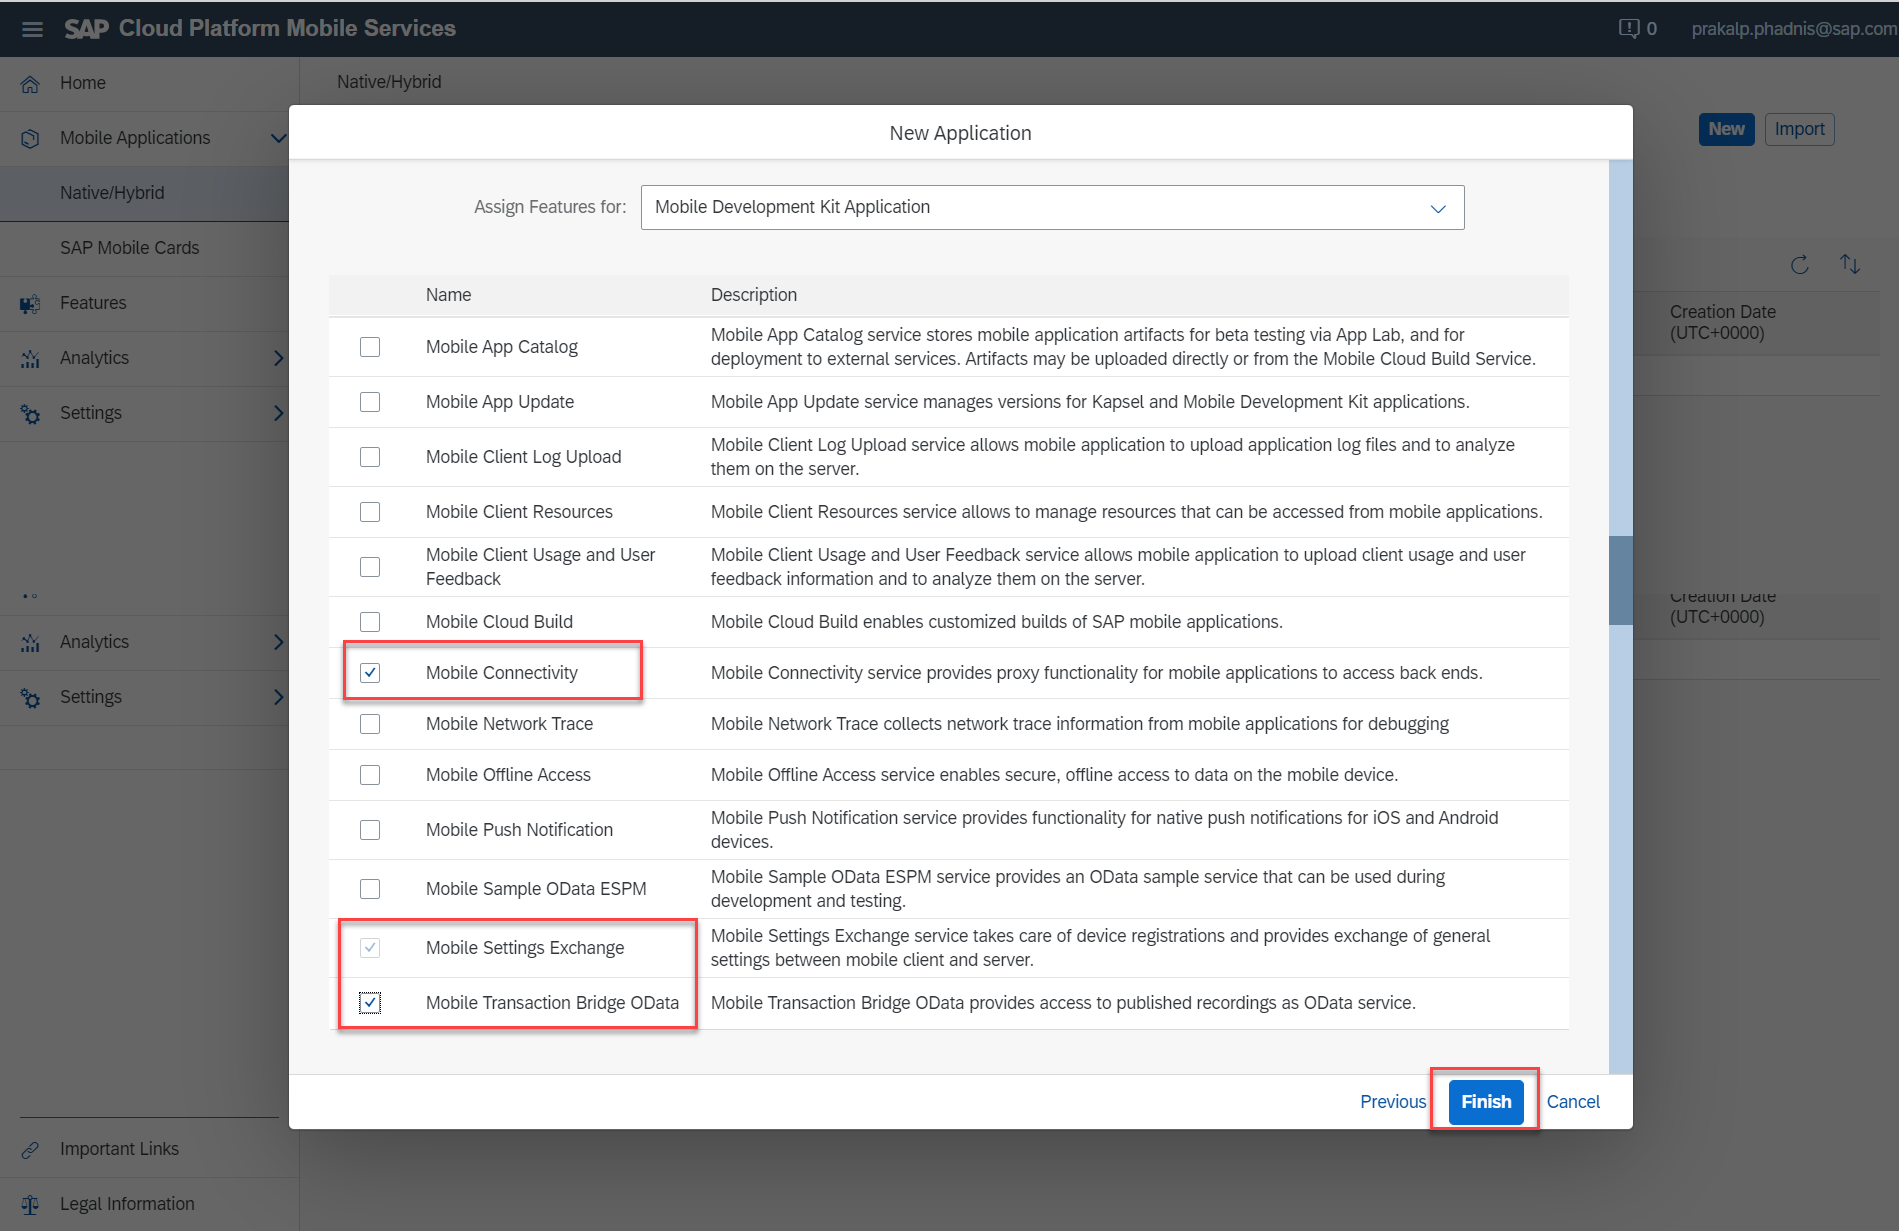 SAP Cloud Platform Mobile Services
0
prakalp.phadnis@sap.com
Home
Mobile Applications
Native/Hybrid
SAP Mobile Cards
Features
Analytics
Settings
Analytics
Settings
Important Links
Legal Information
Native/Hybrid
New
Import
Creation Date
(UTC+0000)
Creation Date
(UTC+0000)
New Application
Assign Features for:
Mobile Development Kit Application
Name
Description
Mobile App Catalog
Mobile App Catalog service stores mobile application artifacts for beta testing via App Lab, and for
deployment to external services. Artifacts may be uploaded directly or from the Mobile Cloud Build Service.
Mobile App Update
Mobile App Update service manages versions for Kapsel and Mobile Development Kit applications.
Mobile Client Log Upload
Mobile Client Log Upload service allows mobile application to upload application log files and to analyze
them on the server.
Mobile Client Resources
Mobile Client Resources service allows to manage resources that can be accessed from mobile applications.
Mobile Client Usage and User
Feedback
Mobile Client Usage and User Feedback service allows mobile application to upload client usage and user
feedback information and to analyze them on the server.
Mobile Cloud Build
Mobile Cloud Build enables customized builds of SAP mobile applications.
Mobile Connectivity
Mobile Connectivity service provides proxy functionality for mobile applications to access back ends.
Mobile Network Trace
Mobile Network Trace collects network trace information from mobile applications for debugging
Mobile Offline Access
Mobile Offline Access service enables secure, offline access to data on the mobile device.
Mobile Push Notification
Mobile Push Notification service provides functionality for native push notifications for iOS and Android
devices.
Mobile Sample OData ESPM
Mobile Sample OData ESPM service provides an OData sample service that can be used during
development and testing.
Mobile Settings Exchange
Mobile Settings Exchange service takes care of device registrations and provides exchange of general
settings between mobile client and server.
Mobile Transaction Bridge OData
Mobile Transaction Bridge OData provides access to published recordings as OData service.
Previous
Finish
Cancel